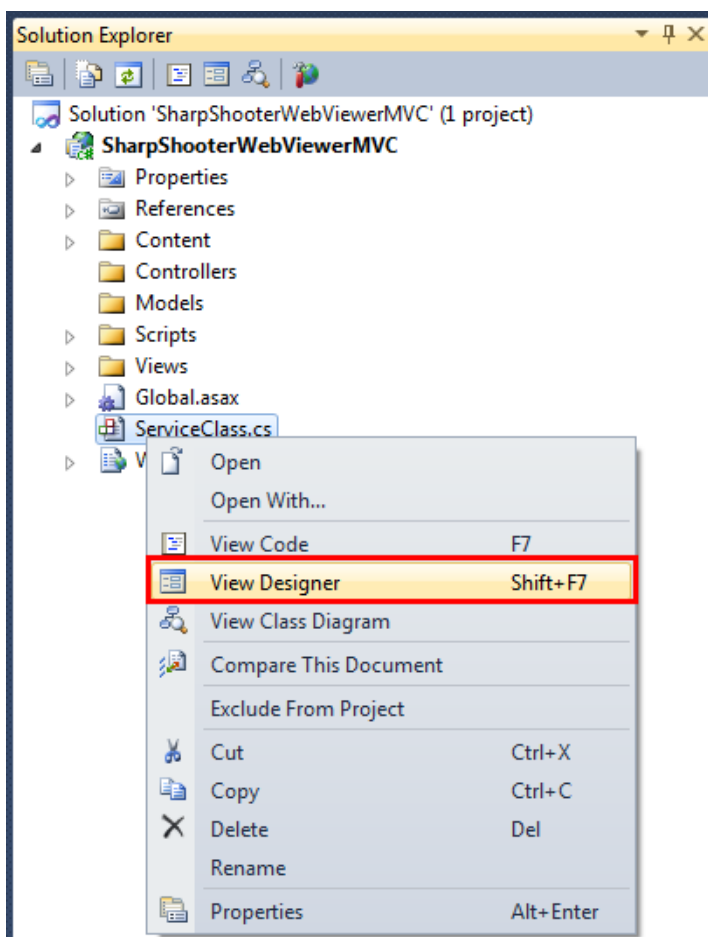 Solution Explorer
Solution 'SharpShooterWebViewerMVC' (1 project)
SharpShooterWebViewerMVC
Properties
References
Content
Controllers
Models
Scripts
Views
Global.asax
ServiceClass.cs
Open
Open With...
View Code F7
View Designer Shift+F7
View Class Diagram
Compare This Document
Exclude From Project
Cut Ctrl+X
Copy Ctrl+C
Delete Del
Rename
Properties Alt+Enter